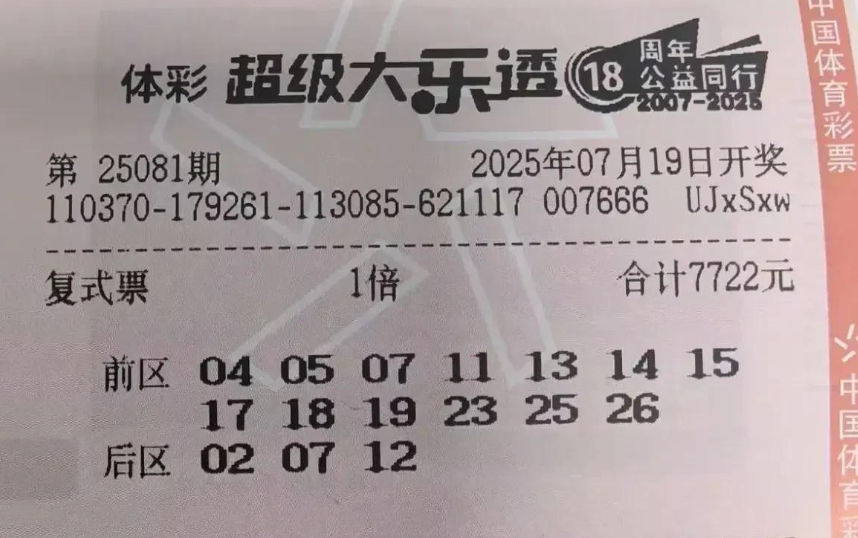 体彩 超级大乐透 18 周年
公益同行
2007-2025
第 25081期 2025年07月19日开奖
110370-179261-113085-621117 007666 UJxSxw
复式票 1倍 合计7722元
前区 04 05 07 11 13 14 15
17 18 19 23 25 26
后区 02 07 12
中国体育彩票
中国体育彩